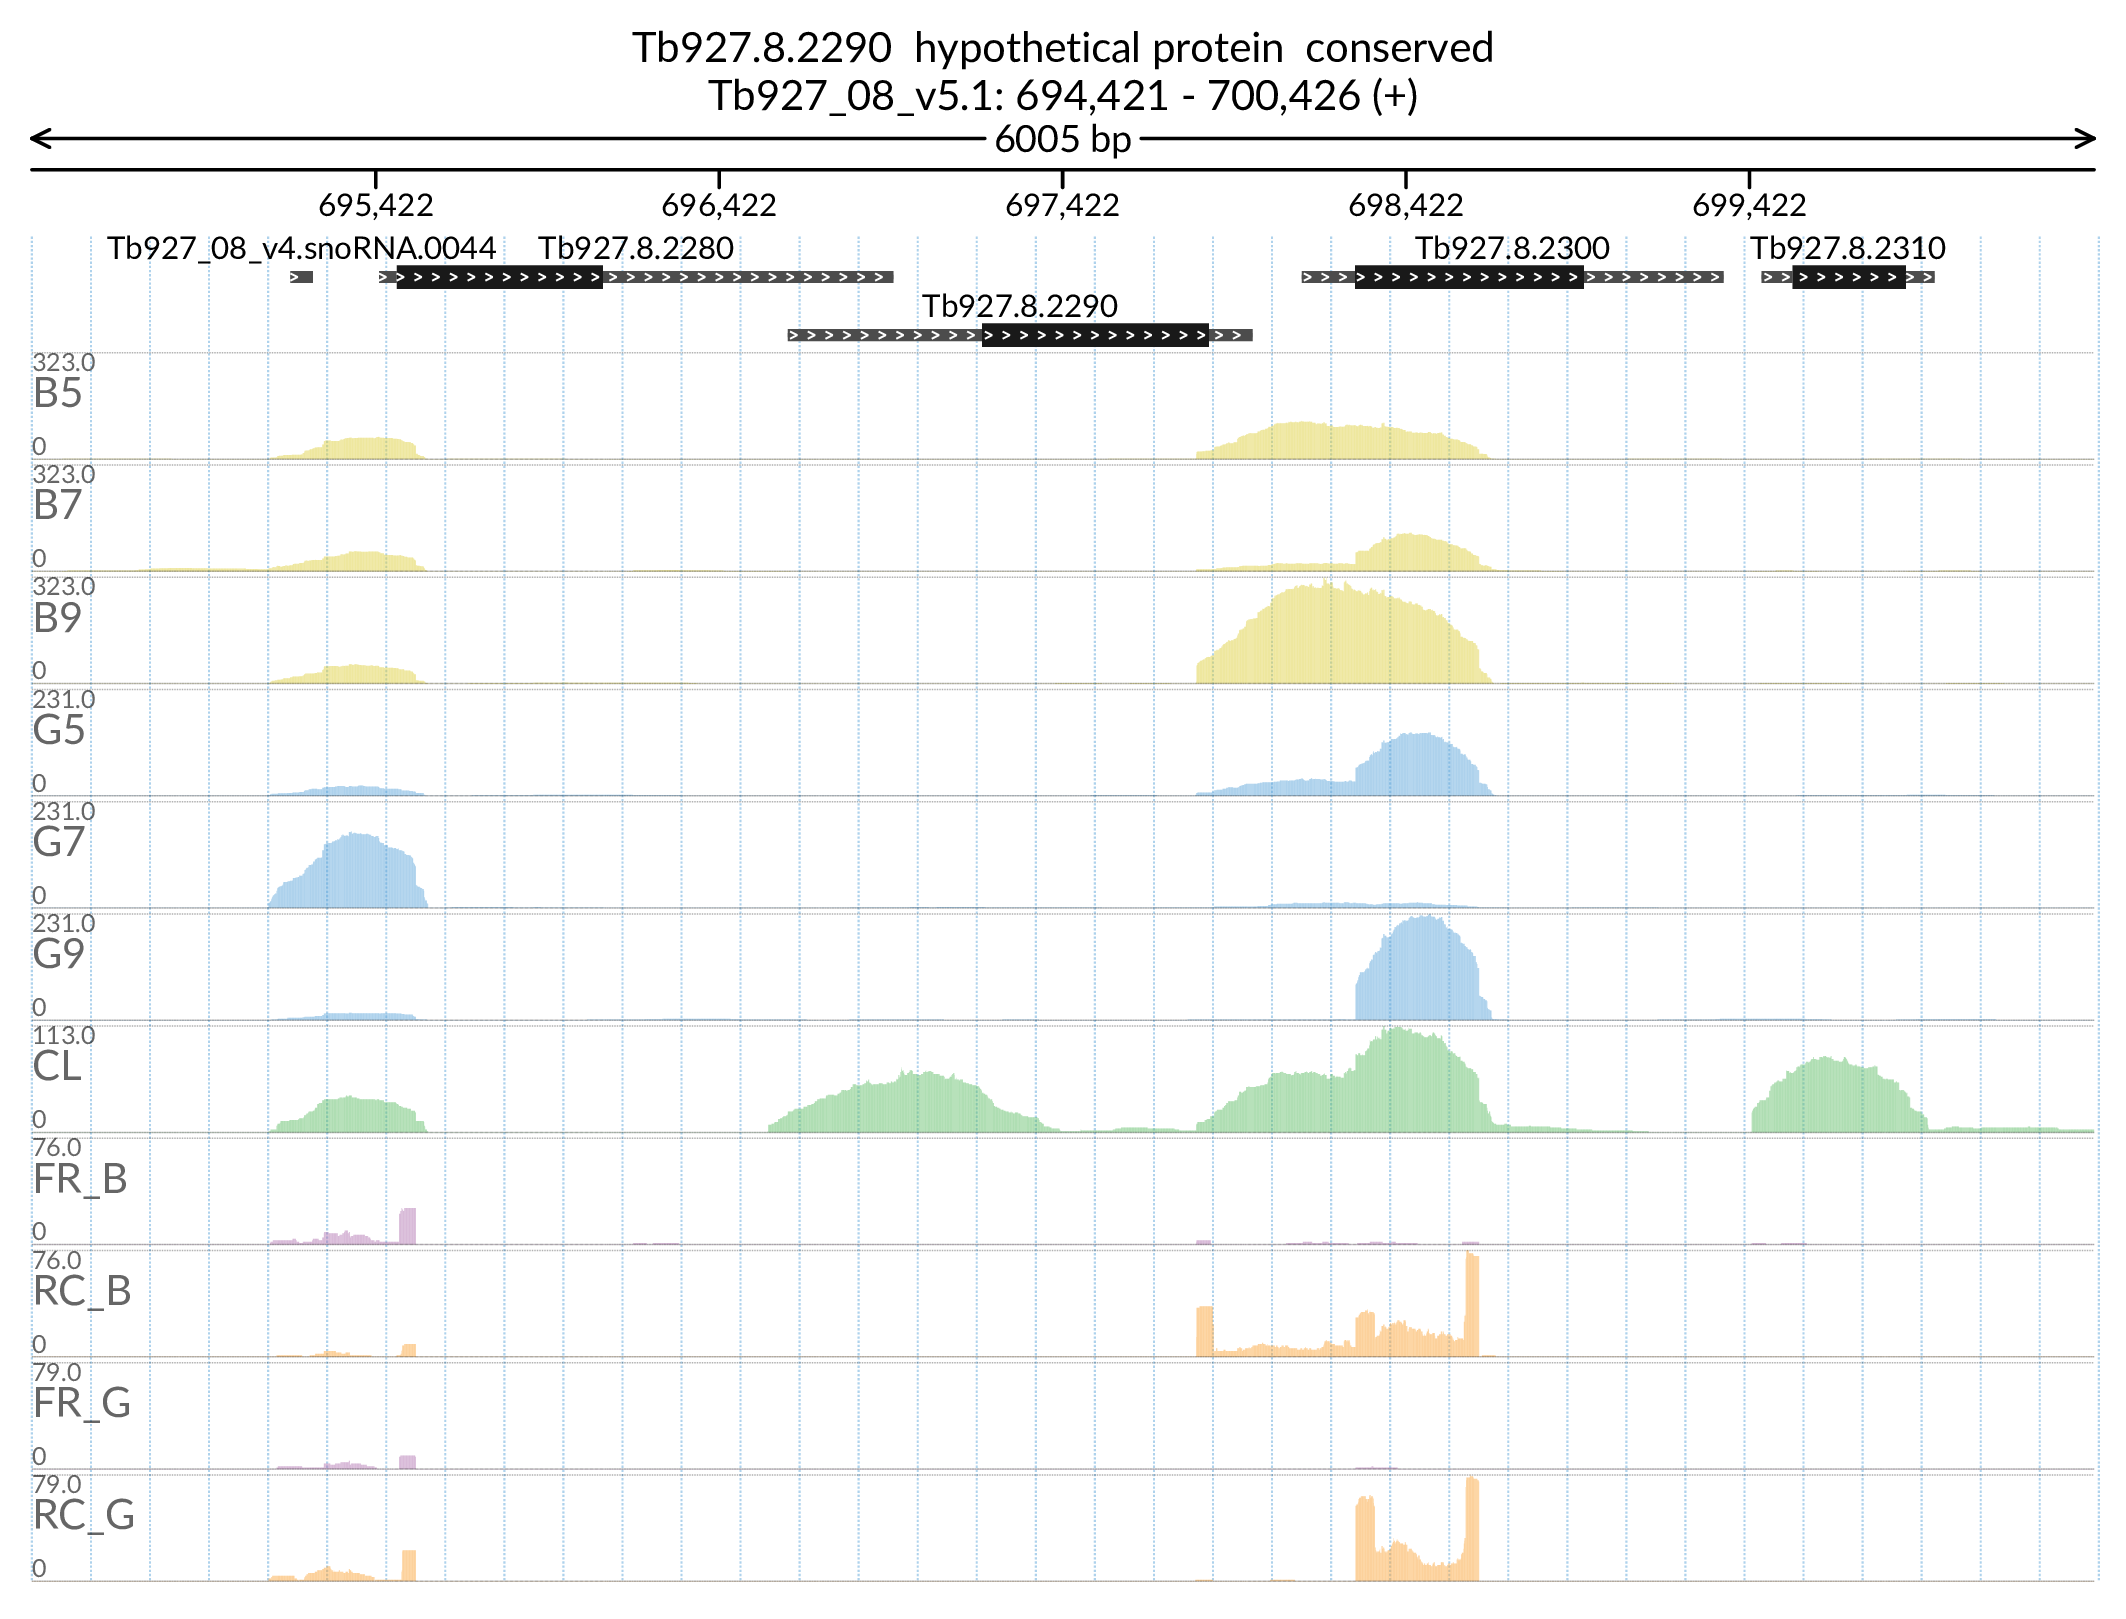 Tb927.8.2290  hypothetical protein  conserved
Tb927_08_v5.1: 694,421 - 700,426 (+)
6005 bp
695,422 696,422 697,422 698,422 699,422
Tb927_08_v4.snoRNA.0044 Tb927.8.2280 Tb927.8.2300 Tb927.8.2310
Tb927.8.2290
323.0
B5
0
323.0
B7
0
323.0
B9
0
231.0
G5
0
231.0
G7
0
231.0
G9
0
113.0
CL
0
76.0
FR_B
0
76.0
RC_B
0
79.0
FR_G
0
79.0
RC_G
0